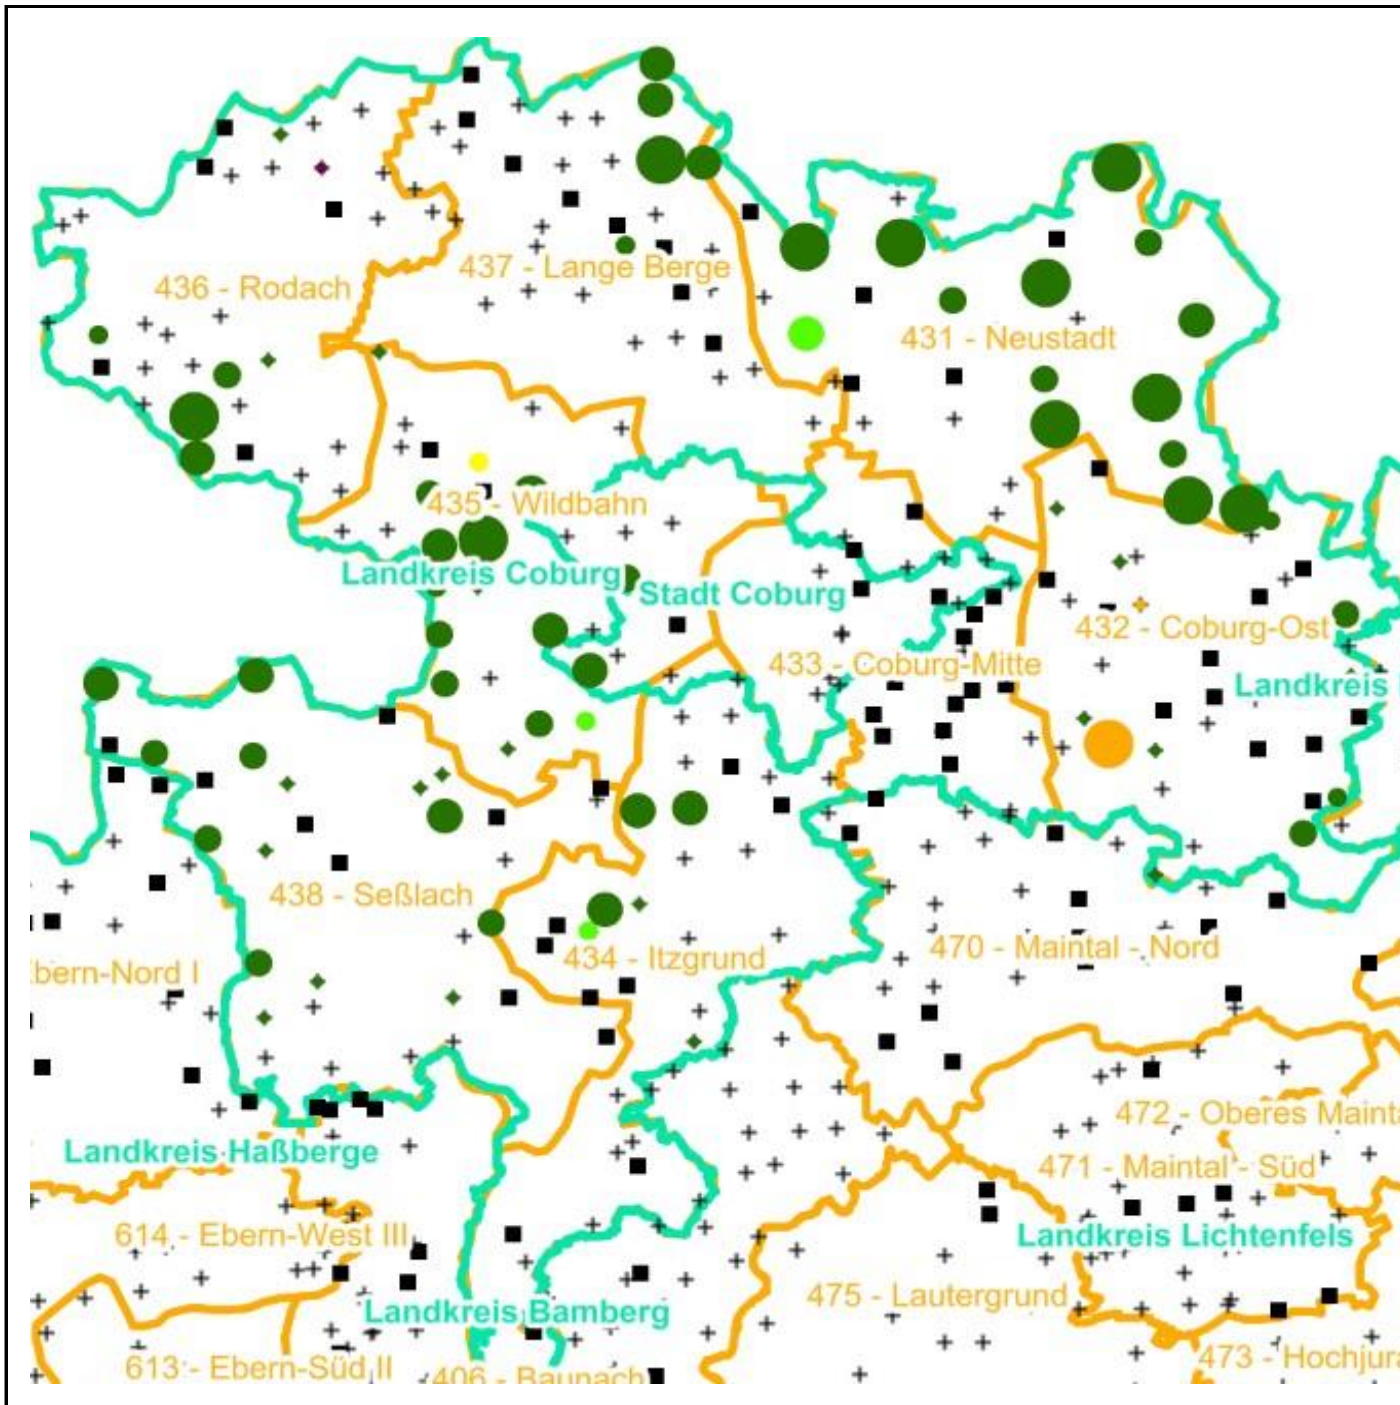 437 - Lange Berge
436 - Rodach
431 - Neustadt
435 - Wildbahn
Landkreis Coburg
Stadt Coburg
432 - Coburg-Ost
433 - Coburg-Mitte
Landkreis
438 - Seßlach
434 - Itzgrund
470 - Maintal - Nord
bern-Nord I
472 - Oberes Mainta
Landkreis Haßberge
471 - Maintal - Süd
614 - Ebern-West III
Landkreis Lichtenfels
475 - Lautergrund
Landkreis Bamberg
473 - Hochjura
613 - Ebern-Süd II
406 - Baunach